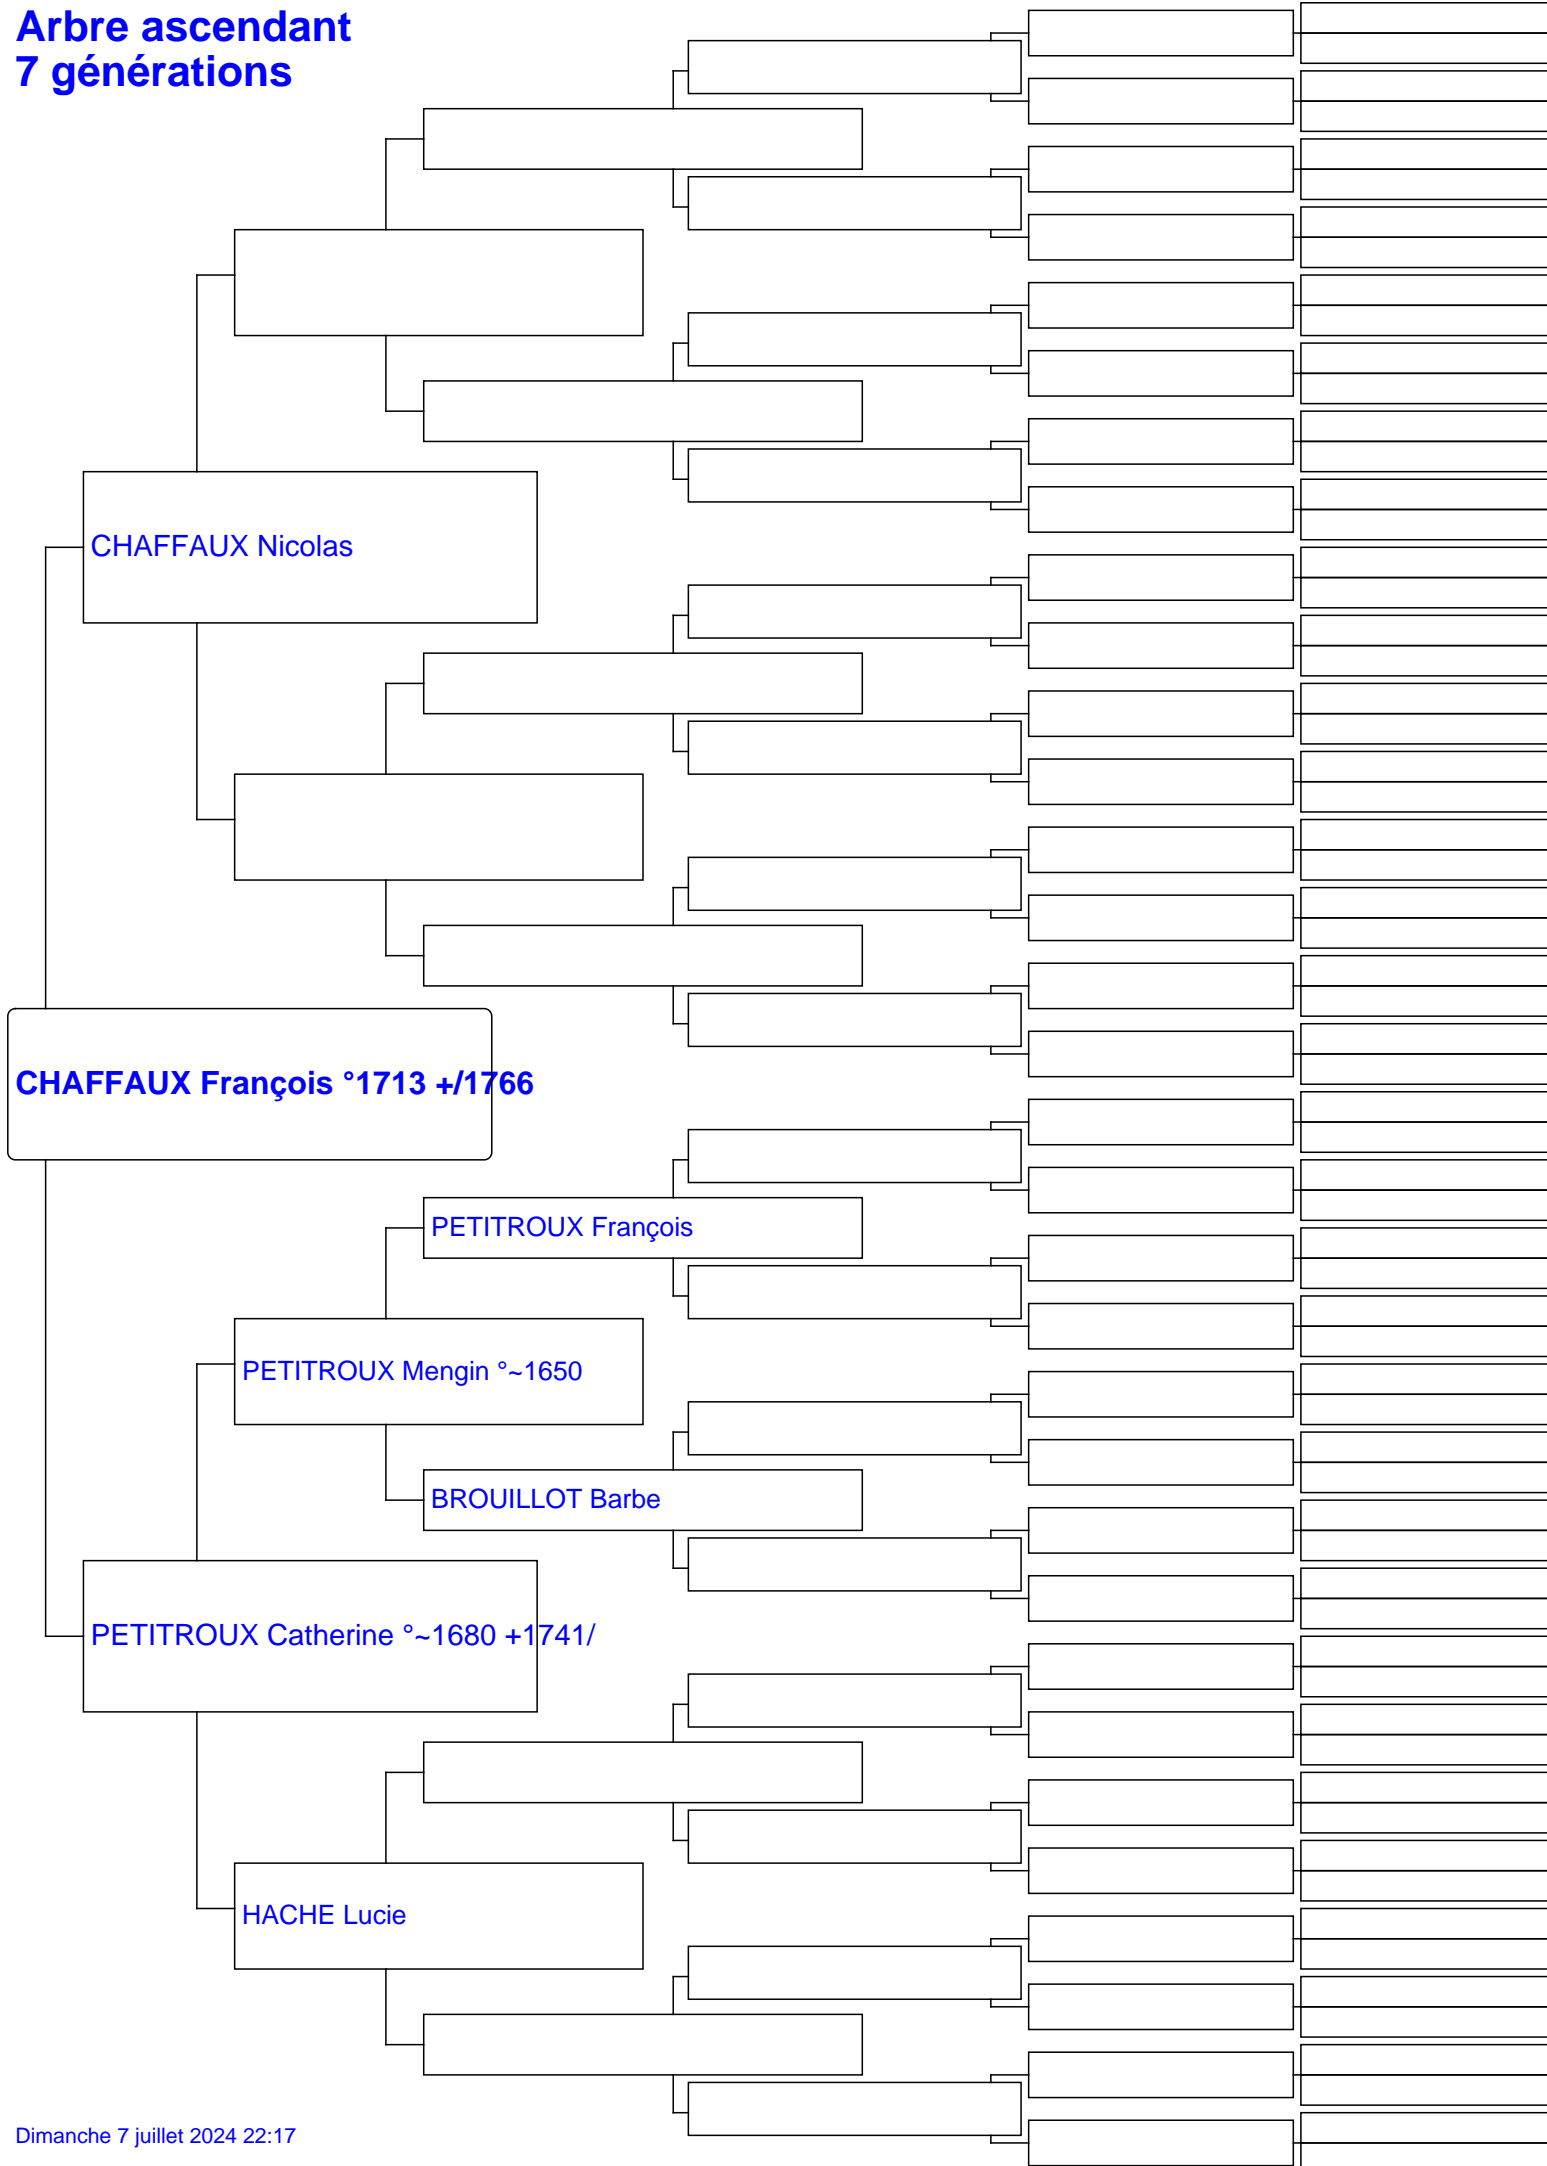 Arbre ascendant
7 générations
CHAFFAUX Nicolas
CHAFFAUX François °1713 +/1766
PETITROUX François
PETITROUX Mengin °~1650
BROUILLOT Barbe
PETITROUX Catherine °~1680 +1741/
HACHE Lucie
Dimanche 7 juillet 2024 22:17